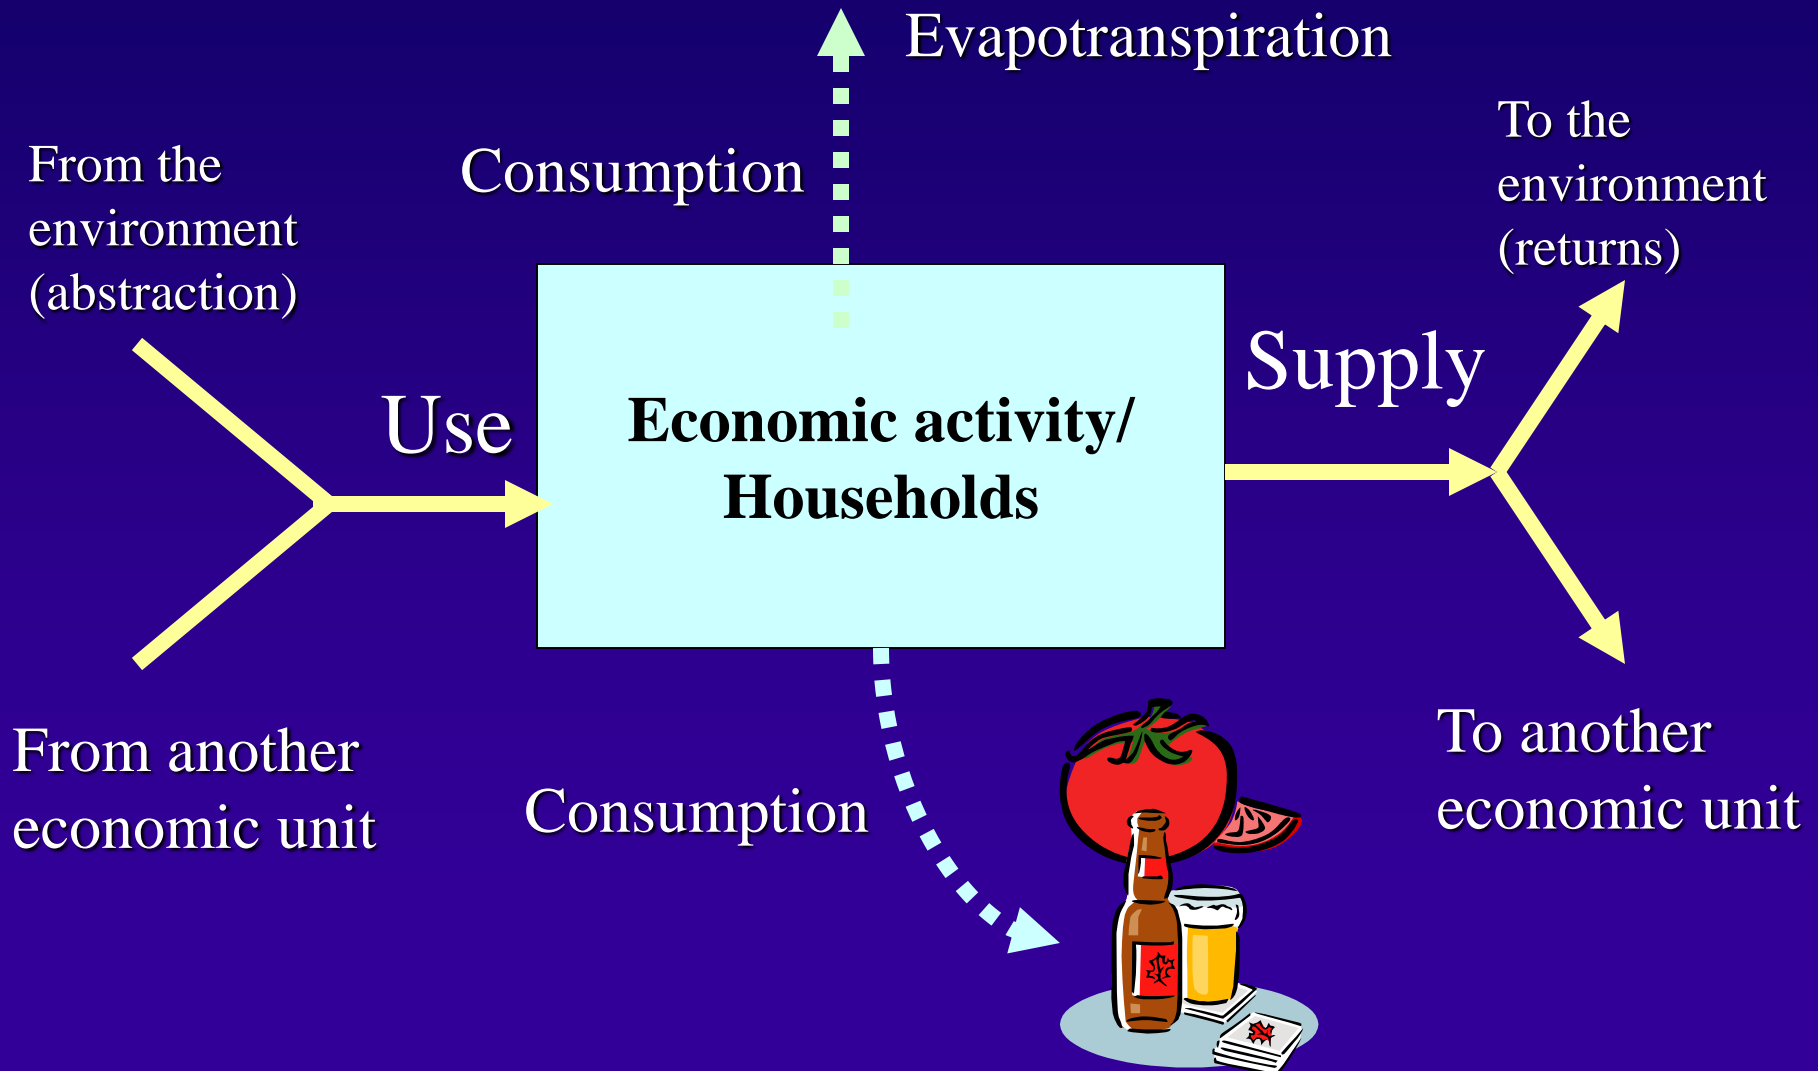 Evapotranspiration
From the
environment
(abstraction)
Consumption
To the
environment
(returns)
Use
Economic activity/
Households
Supply
From another
economic unit
Consumption
To another
economic unit